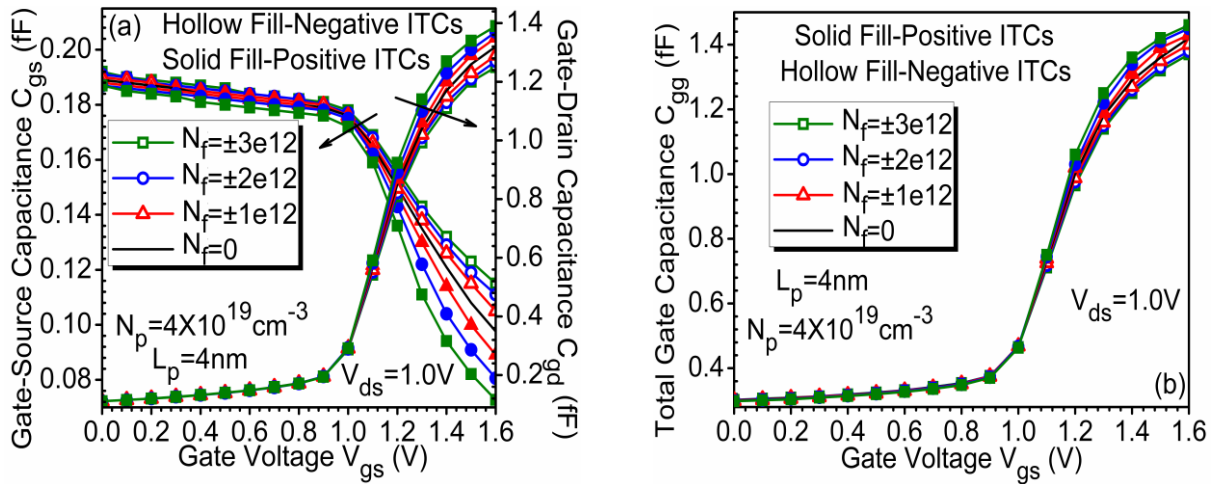 (a) Hollow Fill-Negative ITCs
Solid Fill-Positive ITCs
Gate-Source Capacitance C_gs (fF)
0.20
0.18
0.16
0.14
0.12
0.10
0.08
N_f=±3e12
N_f=±2e12
N_f=±1e12
N_f=0
N_p=4X10^19cm^-3
L_p=4nm
V_ds=1.0V
1.4
1.2
1.0
0.8
0.6
0.4
0.2
Gate-Drain Capacitance C_gd (fF)
0.0 0.2 0.4 0.6 0.8 1.0 1.2 1.4 1.6
Gate Voltage V_gs (V)
Total Gate Capacitance C_gg (fF)
1.4
1.2
1.0
0.8
0.6
0.4
Solid Fill-Positive ITCs
Hollow Fill-Negative ITCs
N_f=±3e12
N_f=±2e12
N_f=±1e12
N_f=0
L_p=4nm
N_p=4X10^19cm^-3
V_ds=1.0V
(b)
0.0 0.2 0.4 0.6 0.8 1.0 1.2 1.4 1.6
Gate Voltage V_gs (V)